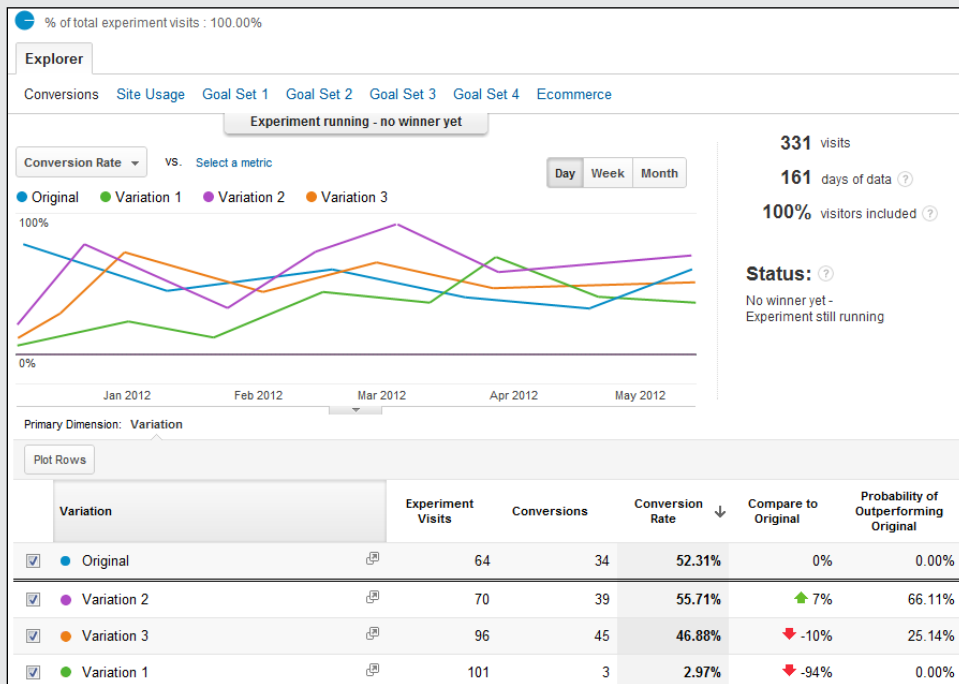 % of total experiment visits : 100.00%
Explorer
Conversions Site Usage Goal Set 1 Goal Set 2 Goal Set 3 Goal Set 4 Ecommerce
Experiment running - no winner yet
Conversion Rate vs. Select a metric
Day Week Month
Original Variation 1 Variation 2 Variation 3
100%
0%
Jan 2012 Feb 2012 Mar 2012 Apr 2012 May 2012
331 visits
161 days of data ?
100% visitors included ?
Status: ?
No winner yet -
Experiment still running
Primary Dimension: Variation
Plot Rows
Variation Experiment Visits Conversions Conversion Rate Compare to Original Probability of Outperforming Original
Original 64 34 52.31% 0% 0.00%
Variation 2 70 39 55.71% 7% 66.11%
Variation 3 96 45 46.88% -10% 25.14%
Variation 1 101 3 2.97% -94% 0.00%